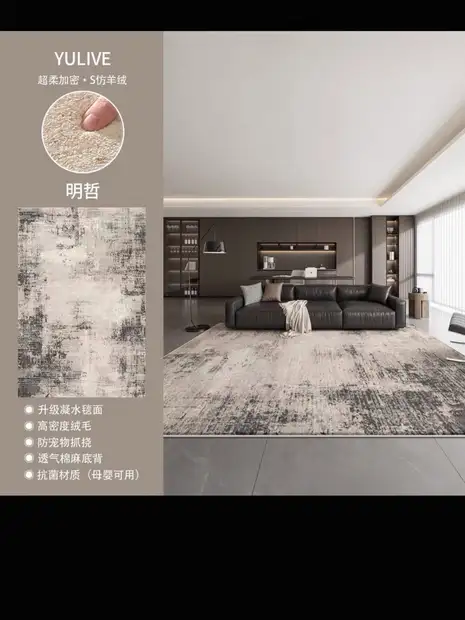 YULIVE
超柔加密·S仿羊绒
明哲
升级凝水毯面
高密度绒毛
防宠物抓挠
透气棉麻底背
抗菌材质（母婴可用）